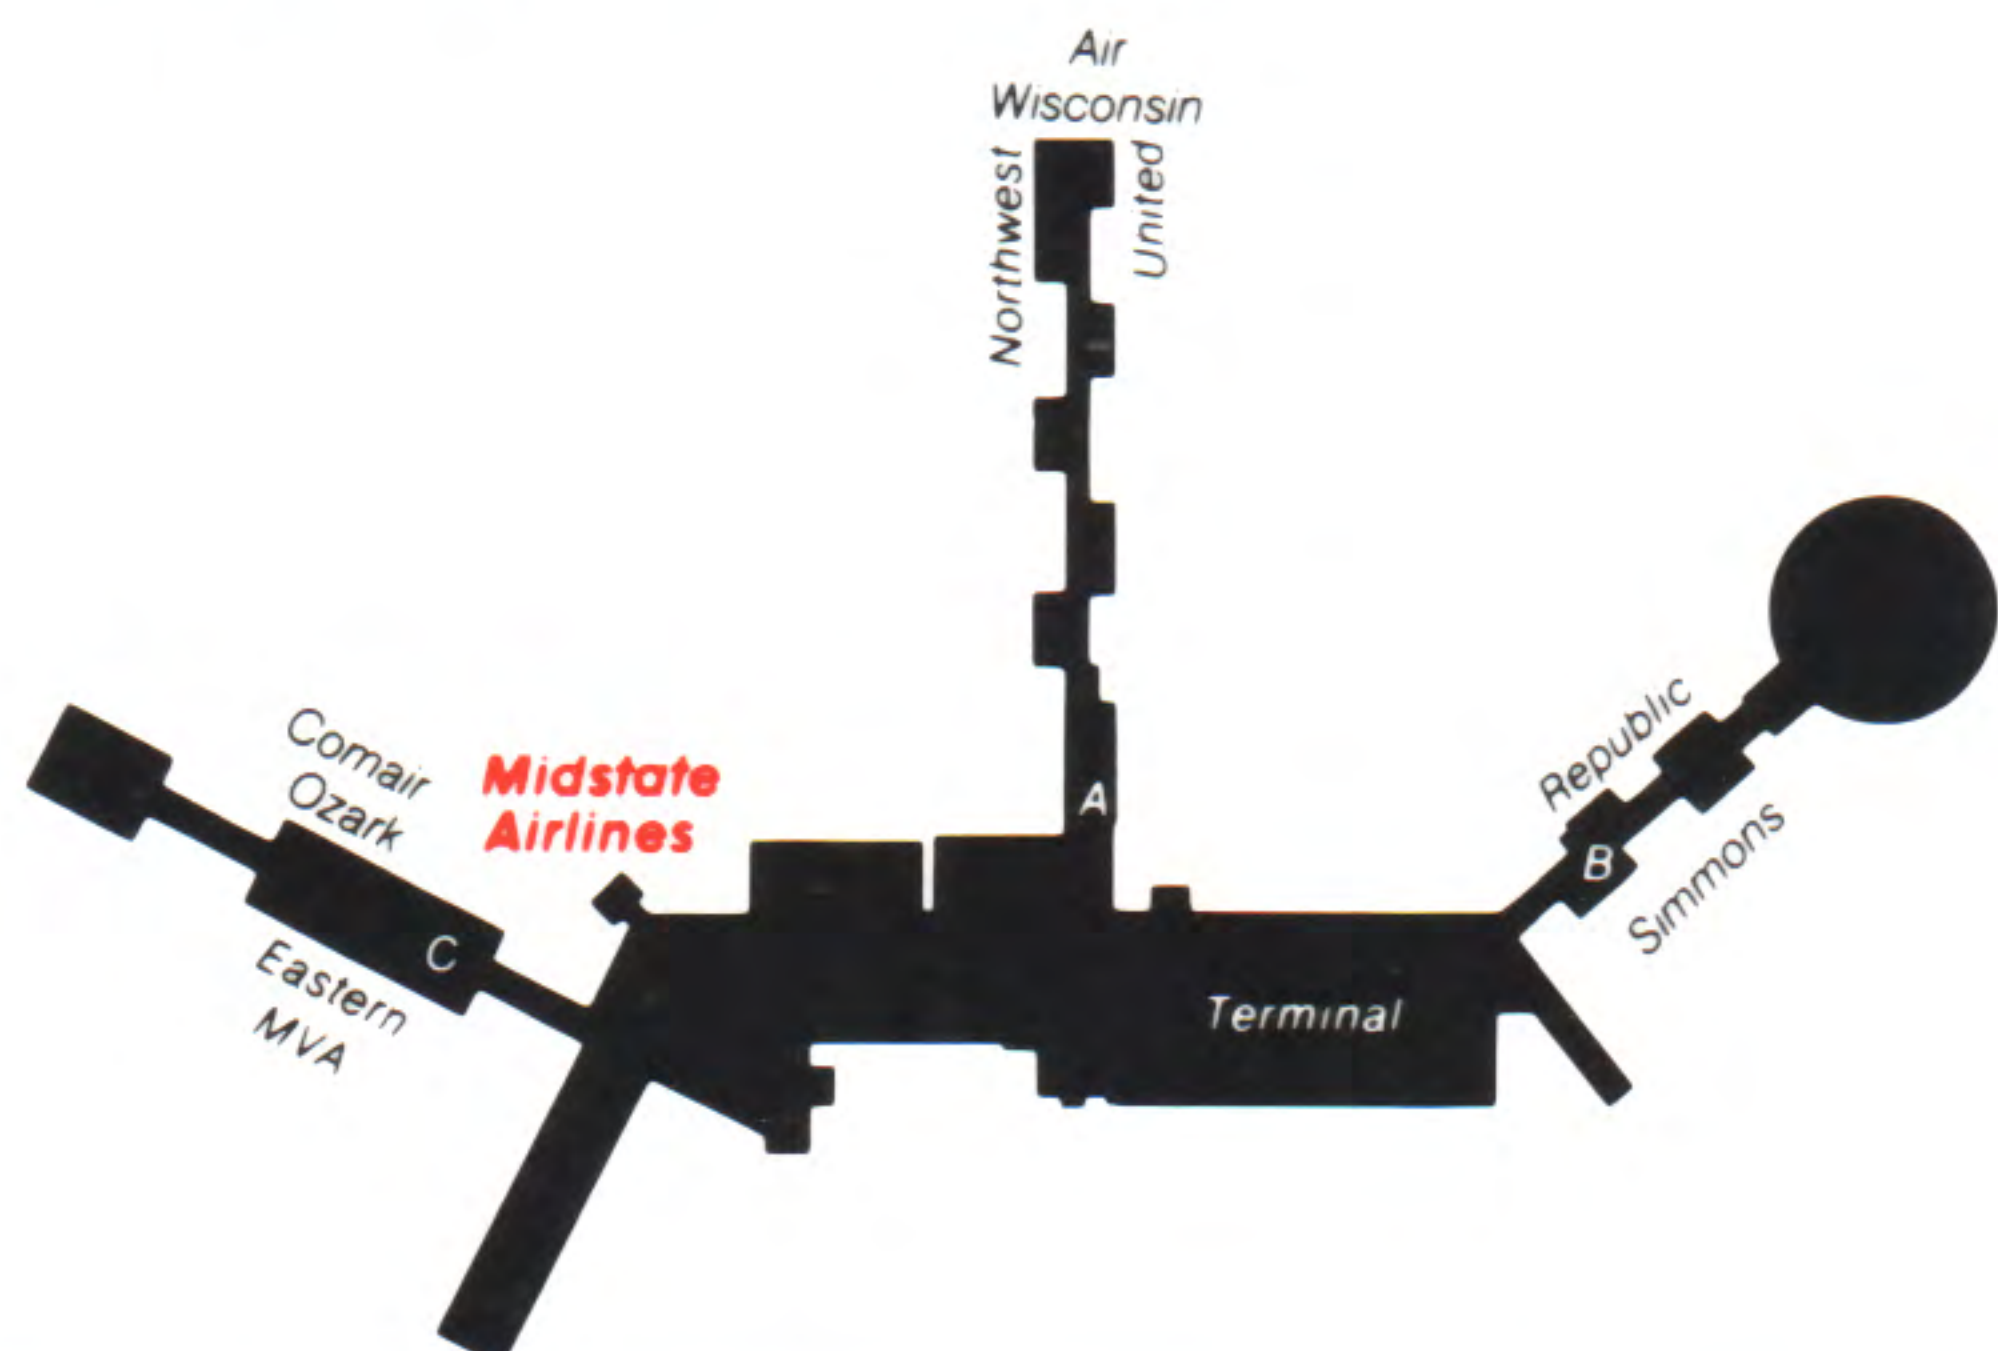 Air
Wisconsin
Northwest
United
Republic
Simmons
Comair
Ozark
Midstate
Airlines
A
B
C
Eastern
MVA
Terminal